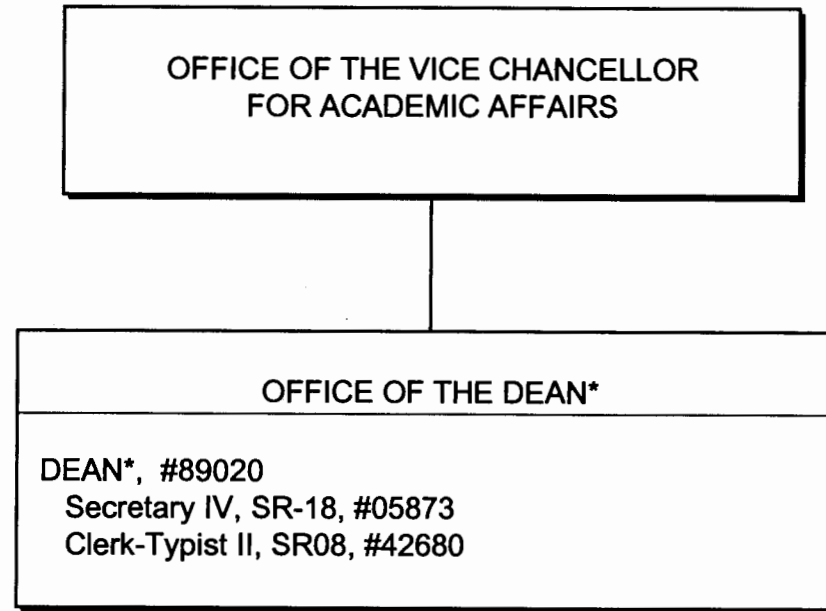 OFFICE OF THE VICE CHANCELLOR
FOR ACADEMIC AFFAIRS
OFFICE OF THE DEAN*
DEAN*, #89020
Secretary IV, SR-18, #05873
Clerk-Typist II, SR08, #42680